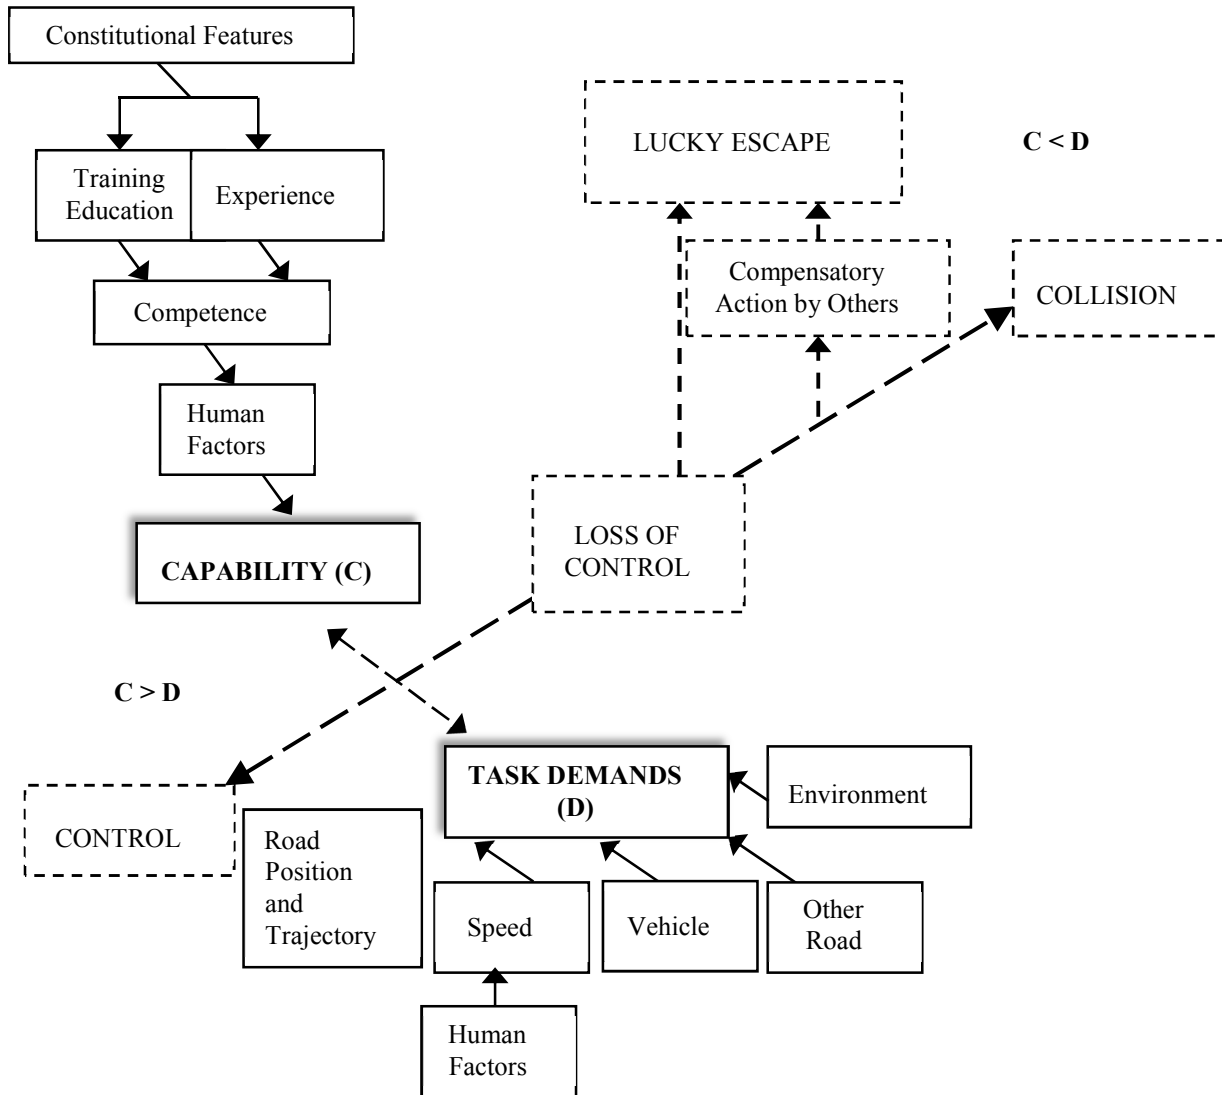 Constitutional Features
LUCKY ESCAPE
C < D
Training
Education
Experience
Compensatory
Action by Others
COLLISION
Competence
Human
Factors
LOSS OF
CONTROL
CAPABILITY (C)
C > D
TASK DEMANDS
(D)
Environment
CONTROL
Road
Position
and
Trajectory
Speed
Vehicle
Other
Road
Human
Factors